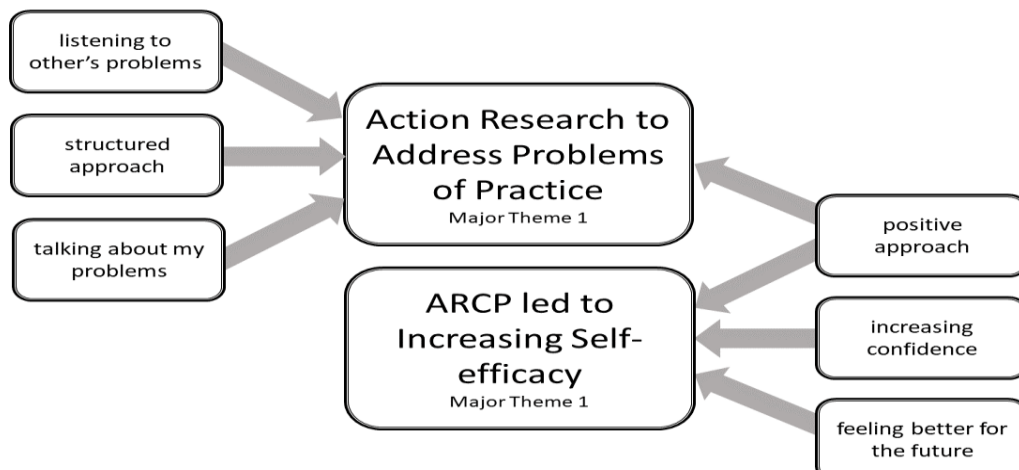 listening to
other's problems
structured
approach
talking about my
problems
Action Research to
Address Problems
of Practice
Major Theme 1
ARCP led to
Increasing Self-
efficacy
Major Theme 1
positive
approach
increasing
confidence
feeling better for
the future